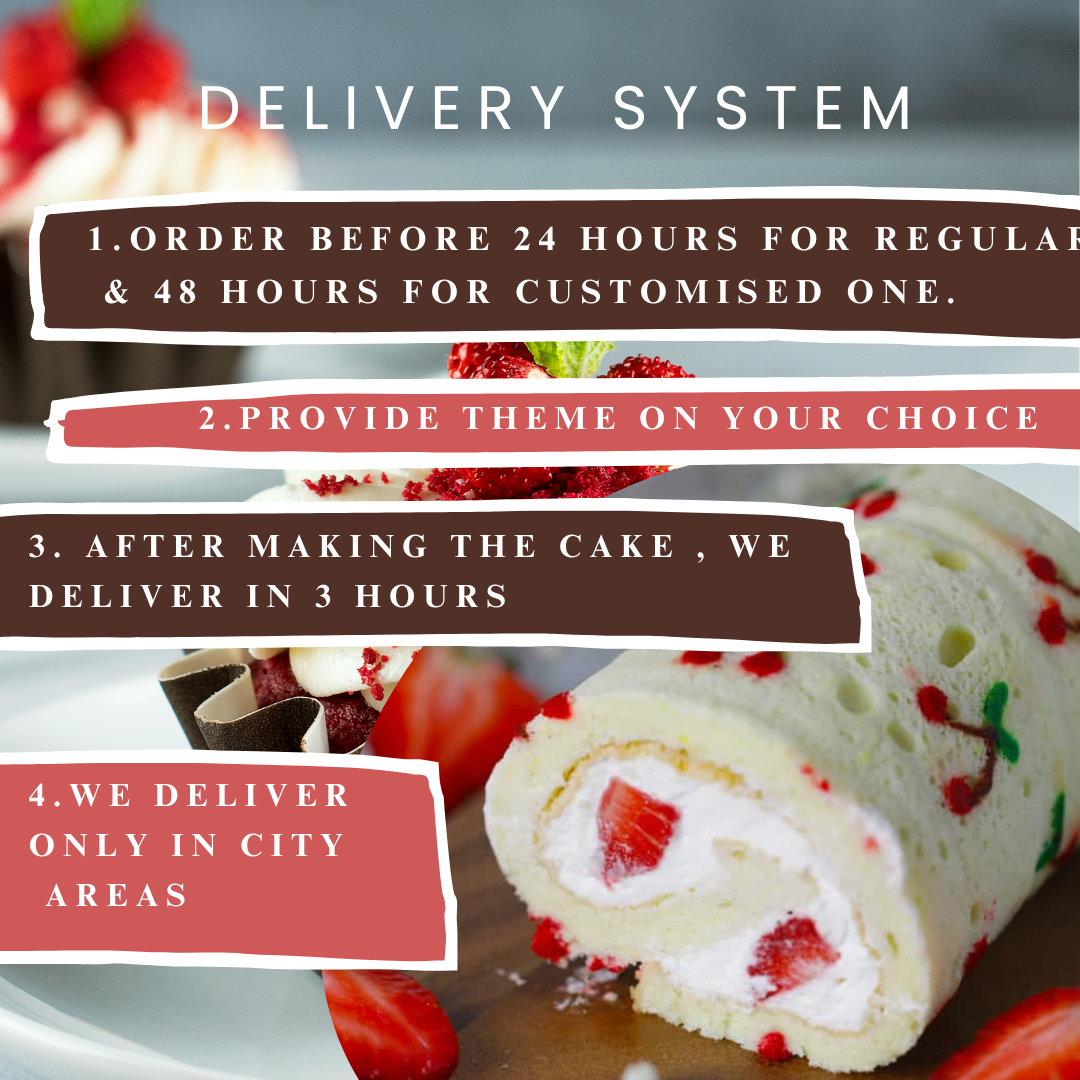 DELIVERY SYSTEM
1.ORDER BEFORE 24 HOURS FOR REGULAR
& 48 HOURS FOR CUSTOMISED ONE.
2.PROVIDE THEME ON YOUR CHOICE
3. AFTER MAKING THE CAKE , WE
DELIVER IN 3 HOURS
4.WE DELIVER
ONLY IN CITY
AREAS